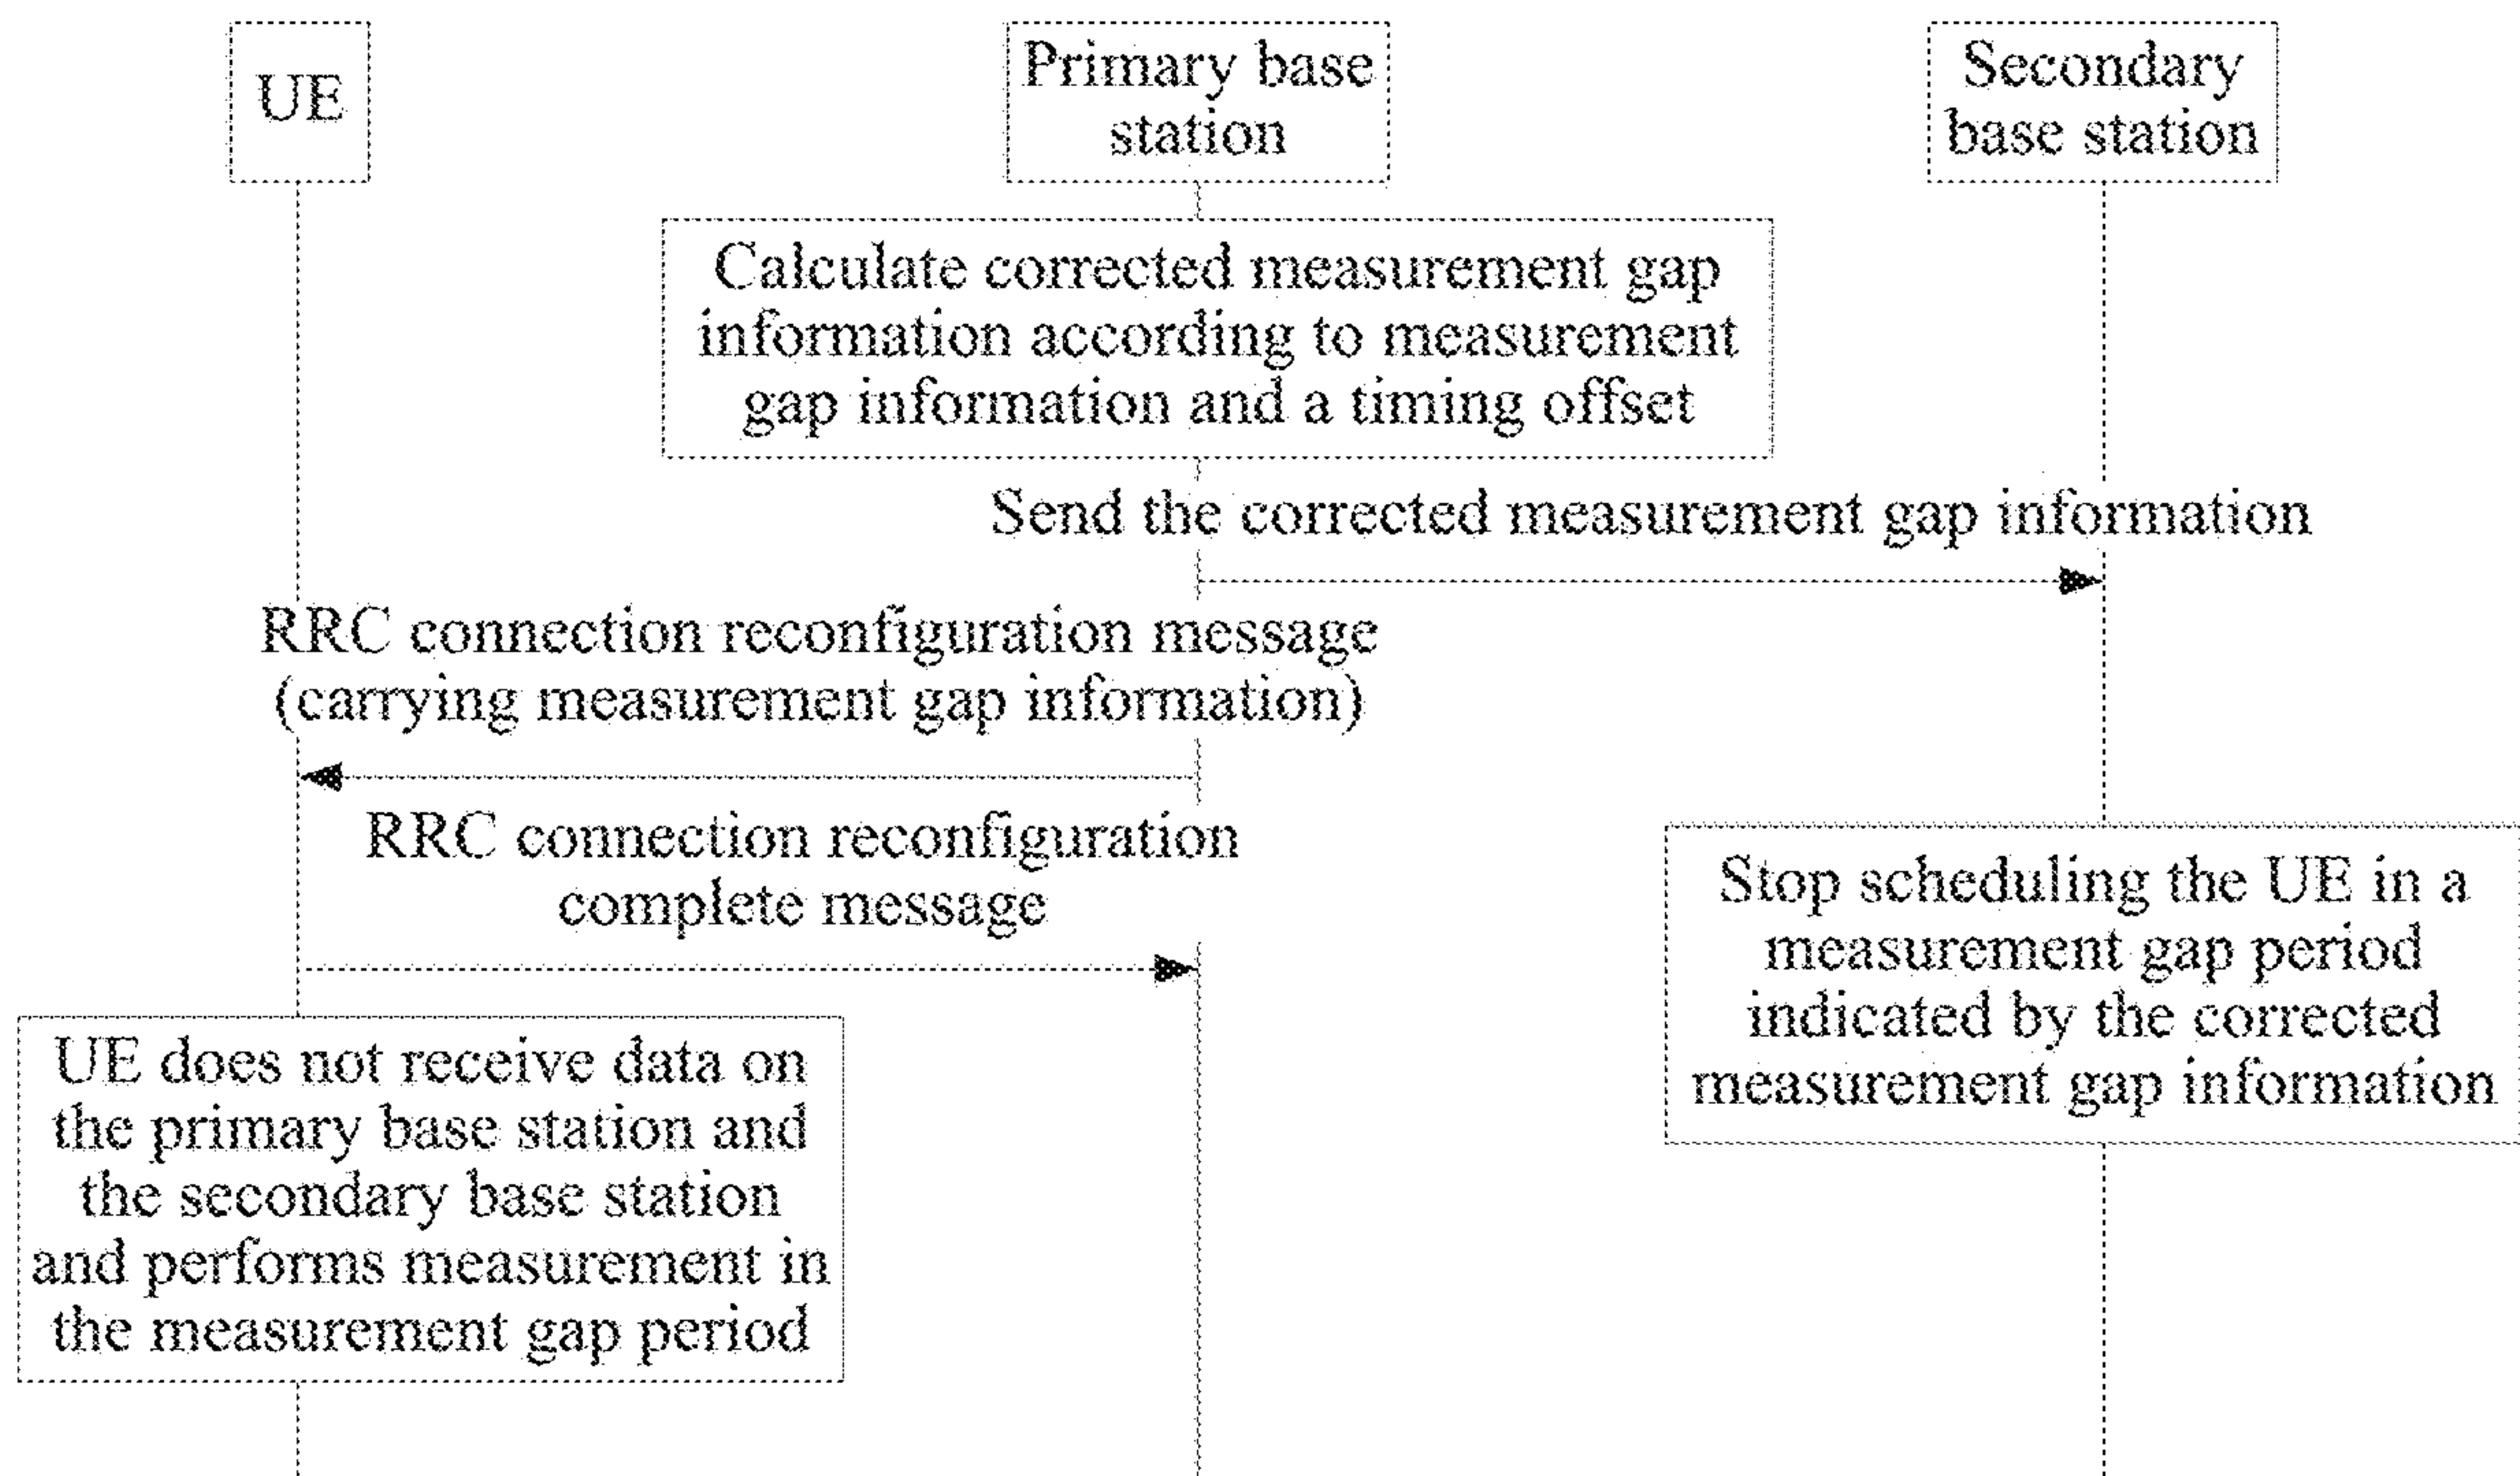 UE
Primary base
station
Secondary
base station
Calculate corrected measurement gap
information according to measurement
gap information and a timing offset
Send the corrected measurement gap information
RRC connection reconfiguration message
(carrying measurement gap information)
RRC connection reconfiguration
complete message
Stop scheduling the UE in a
measurement gap period
indicated by the corrected
measurement gap information
UE does not receive data on
the primary base station and
the secondary base station
and performs measurement in
the measurement gap period